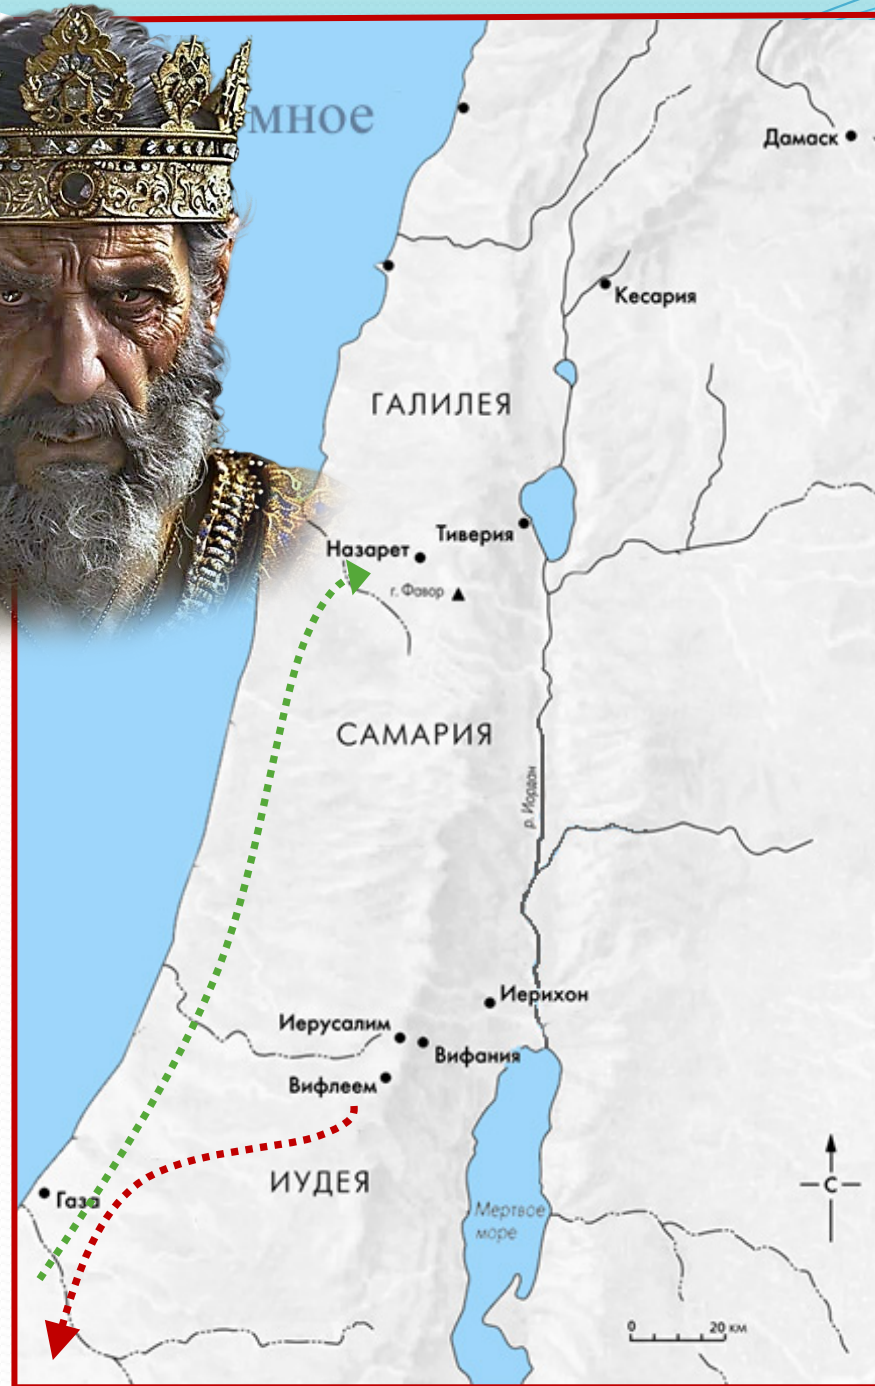 мное
Дамаск
Кесария
ГАЛИЛЕЯ
Тиверия
Назарет
г. Фавор
САМАРИЯ
р. Иордан
Иерихон
Иерусалим
Вифания
Вифлеем
ИУДЕЯ
С
Газа
Мертвое
море
0 20 км